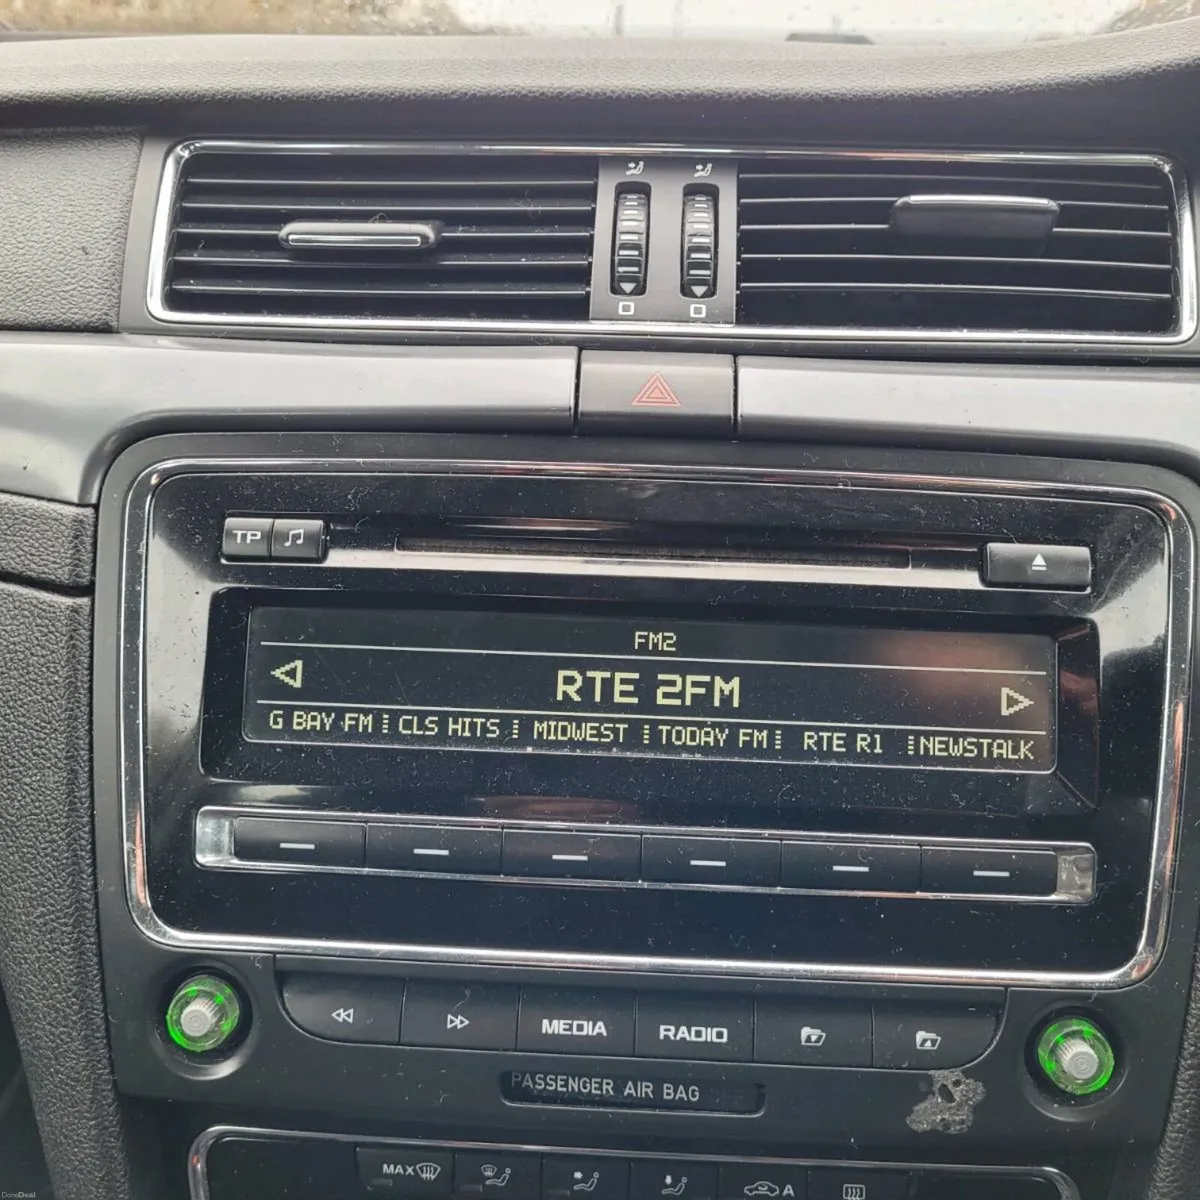 TP
FM2
RTE 2FM
G BAY FM CLS HITS MIDWEST TODAY FM RTE R1 NEWSTALK
MEDIA RADIO
PASSENGER AIR BAG
MAX A
DoneDeal